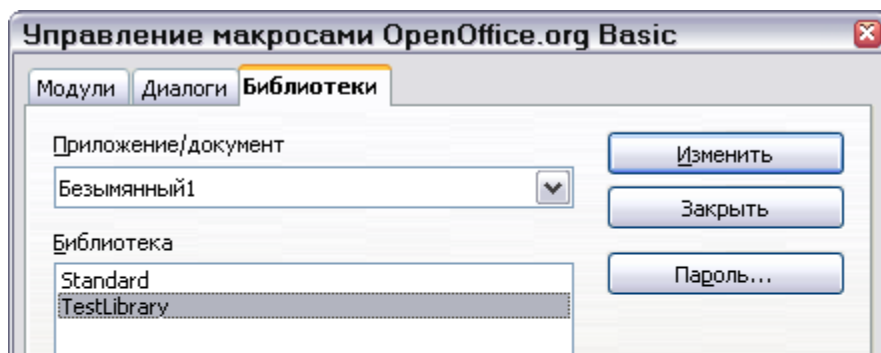 Управление макросами OpenOffice.org Basic
Модули Диалоги Библиотеки
Приложение/документ
Безымянный1
Изменить
Закрыть
Библиотека
Standard
TestLibrary
Пароль...